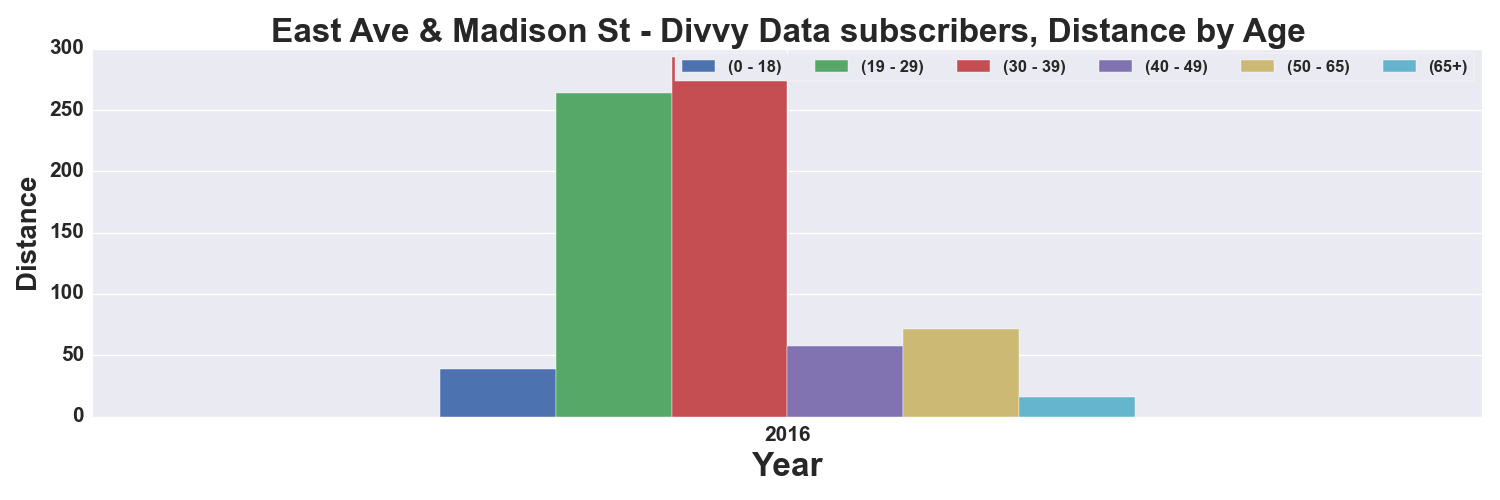 East Ave & Madison St - Divvy Data subscribers, Distance by Age
(0 - 18) (19 - 29) (30 - 39) (40 - 49) (50 - 65) (65+)
300
250
200
150
100
50
0
Distance
2016
Year